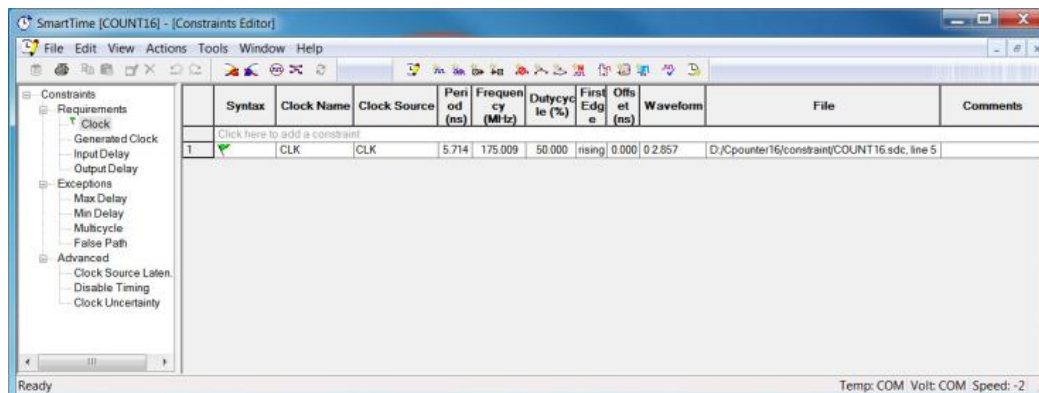 SmartTime [COUNT16] - [Constraints Editor]
File Edit View Actions Tools Window Help
Constraints
Requirements
Clock
Generated Clock
Input Delay
Output Delay
Exceptions
Max Delay
Min Delay
Multicycle
False Path
Advanced
Clock Source Laten.
Disable Timing
Clock Uncertainty
Syntax Clock Name Clock Source Peri od (ns) Frequen cy (MHz) Dutycyc le (%) First Edg e Offs et (ns) Waveform File Comments
Click here to add a constraint
1 CLK CLK 5.714 175.009 50.000 rising 0.000 0 2.857 D:/Cpounter16/constraint/COUNT16.sdc, line 5
Ready Temp: COM Volt: COM Speed: -2